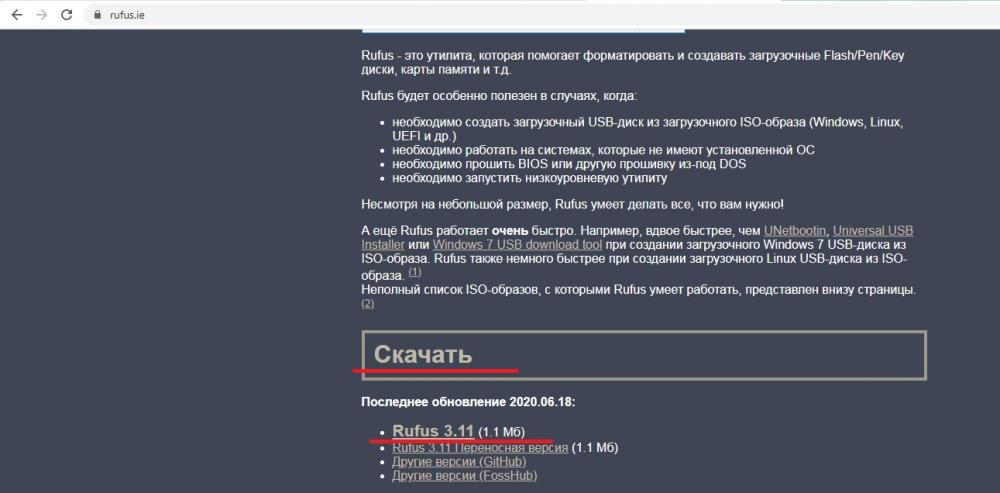 rufus.ie
Rufus - это утилита, которая помогает форматировать и создавать загрузочные Flash/Pen/Key
диски, карты памяти и т.д.
Rufus будет особенно полезен в случаях, когда:
необходимо создать загрузочный USB-диск из загрузочного ISO-образа (Windows, Linux,
UEFI и др.)
необходимо работать на системах, которые не имеют установленной ОС
необходимо прошить BIOS или другую прошивку из-под DOS
необходимо запустить низкоуровневую утилиту
Несмотря на небольшой размер, Rufus умеет делать все, что вам нужно!
А ещё Rufus работает очень быстро. Например, вдвое быстрее, чем UNetbootin, Universal USB
Installer или Windows 7 USB download tool при создании загрузочного Windows 7 USB-диска из
ISO-образа. Rufus также немного быстрее при создании загрузочного Linux USB-диска из ISO-
образа. (1)
Неполный список ISO-образов, с которыми Rufus умеет работать, представлен внизу страницы.
(2)
Скачать
Последнее обновление 2020.06.18:
Rufus 3.11 (1.1 Мб)
Rufus 3.11 Переносная версия (1.1 Мб)
Другие версии (GitHub)
Другие версии (FossHub)